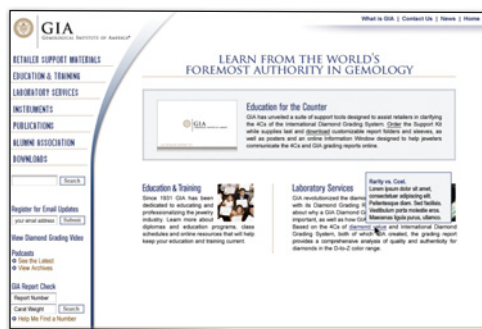 What is GIA | Contact Us | News | Home
GIA
GEMOLOGICAL INSTITUTE OF AMERICA®
RETAILER SUPPORT MATERIALS
EDUCATION & TRAINING
LABORATORY SERVICES
INSTRUMENTS
PUBLICATIONS
ALUMNI ASSOCIATION
DOWNLOADS
Search
Register for Email Updates
your email address Submit
View Diamond Grading Video
Podcasts
See the Latest
View Archives
GIA Report Check
Report Number
Carat Weight Search
Help Me Find a Number
LEARN FROM THE WORLD'S
FOREMOST AUTHORITY IN GEMOLOGY
GIA
Education for the Counter
GIA has unveiled a suite of support tools designed to assist retailers in clarifying
the 4Cs of the International Diamond Grading System. Order the Support Kit
while supplies last and download customizable report folders and sleeves, as
well as posters and an online information Window designed to help jewelers
communicate the 4Cs and GIA grading reports online.
Education & Training
Since 1931 GIA has been
dedicated to educating and
professionalizing the jewelry
industry. Learn more about
diplomas and education programs, class
schedules and online resources that will help
keep your education and training current.
Laboratory Services
GIA revolutionized the diamond
with its Diamond Grading R
about why a GIA Diamond G
important, as well as how GIA
Based on the 4Cs of diamond value and International Diamond
Grading System, both of which GIA created, the grading report
provides a comprehensive analysis of quality and authenticity for
diamonds in the D-to-Z color range.
Rarity vs. Cost.
Lorem ipsum dolor sit amet,
consectetuer adipiscing elit.
Pellentesque diam. Sed facilisis.
Vestibulum porta molestie eros.
Maecenas ligula purus, ullamco.